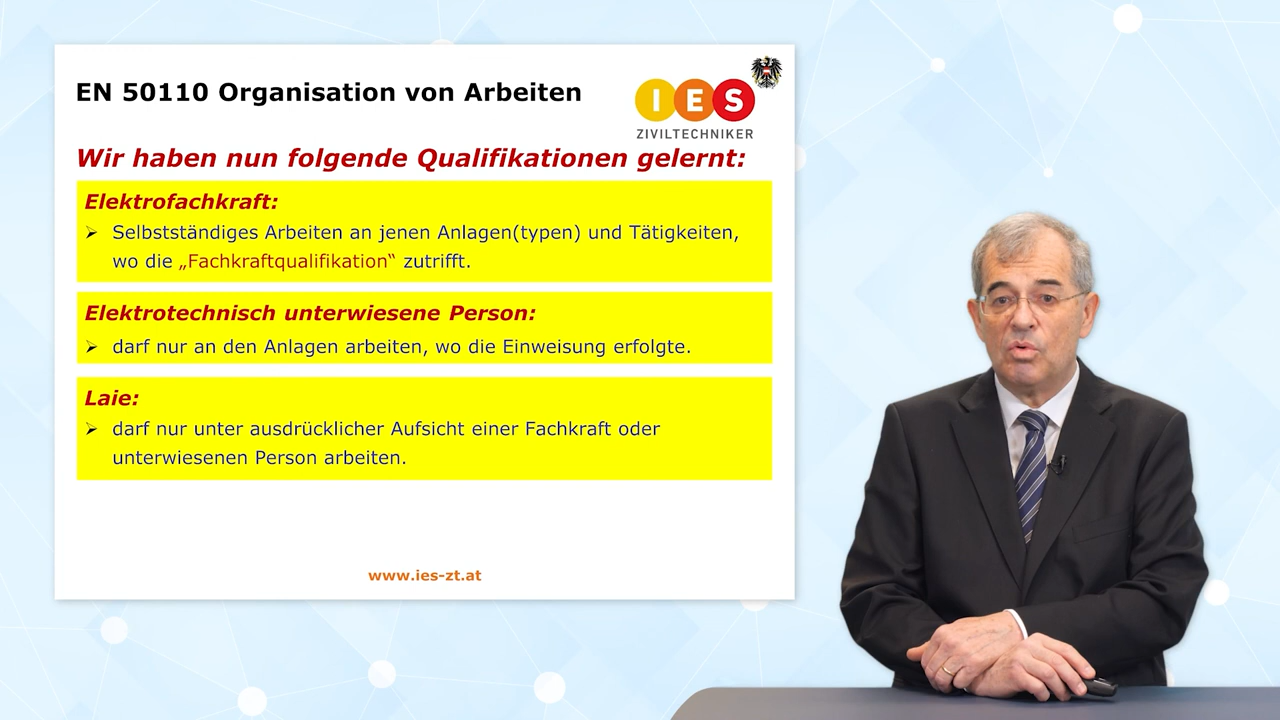 EN 50110 Organisation von Arbeiten
IES
ZIVILTECHNIKER
Wir haben nun folgende Qualifikationen gelernt:
Elektrofachkraft:
➢ Selbstständiges Arbeiten an jenen Anlagen(typen) und Tätigkeiten,
wo die „Fachkraftqualifikation“ zutrifft.
Elektrotechnisch unterwiesene Person:
➢ darf nur an den Anlagen arbeiten, wo die Einweisung erfolgte.
Laie:
➢ darf nur unter ausdrücklicher Aufsicht einer Fachkraft oder
unterwiesenen Person arbeiten.
www.ies-zt.at